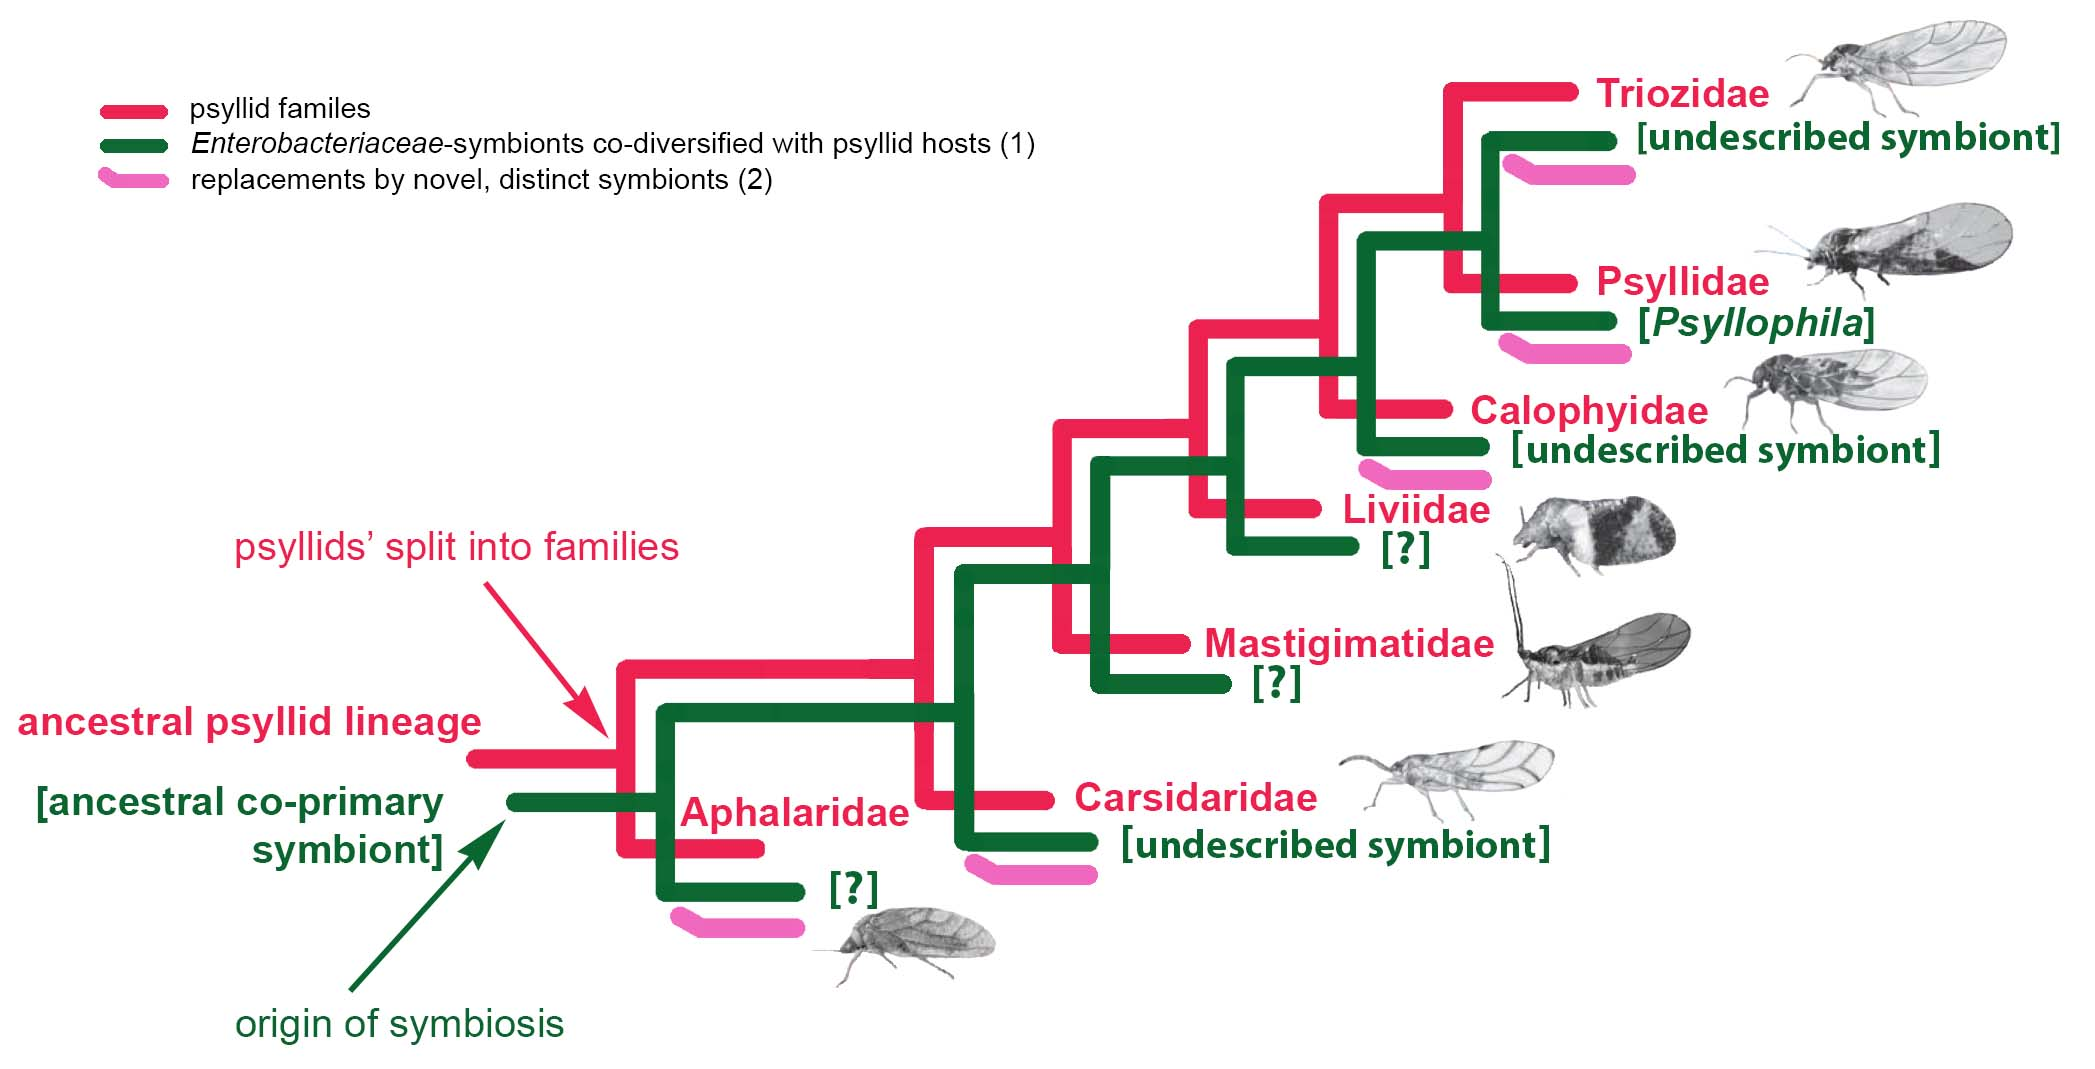 psyllid familes
Enterobacteriaceae-symbionts co-diversified with psyllid hosts (1)
replacements by novel, distinct symbionts (2)
Triozidae
[undescribed symbiont]
Psyllidae
[Psyllophila]
Calophyidae
[undescribed symbiont]
Liviidae
[?]
psyllids’ split into families
Mastigimatidae
[?]
ancestral psyllid lineage
[ancestral co-primary
symbiont]
Carsidaridae
[undescribed symbiont]
Aphalaridae
[?]
origin of symbiosis